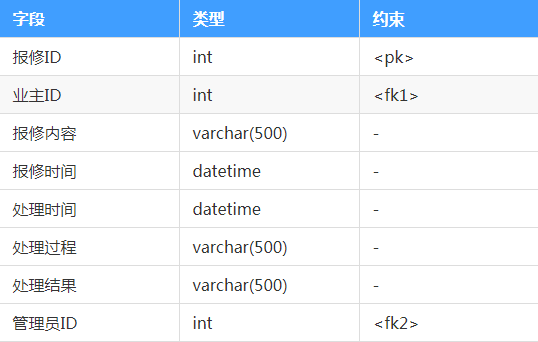 字段 类型 约束
报修ID int <pk>
业主ID int <fk1>
报修内容 varchar(500) -
报修时间 datetime -
处理时间 datetime -
处理过程 varchar(500) -
处理结果 varchar(500) -
管理员ID int <fk2>